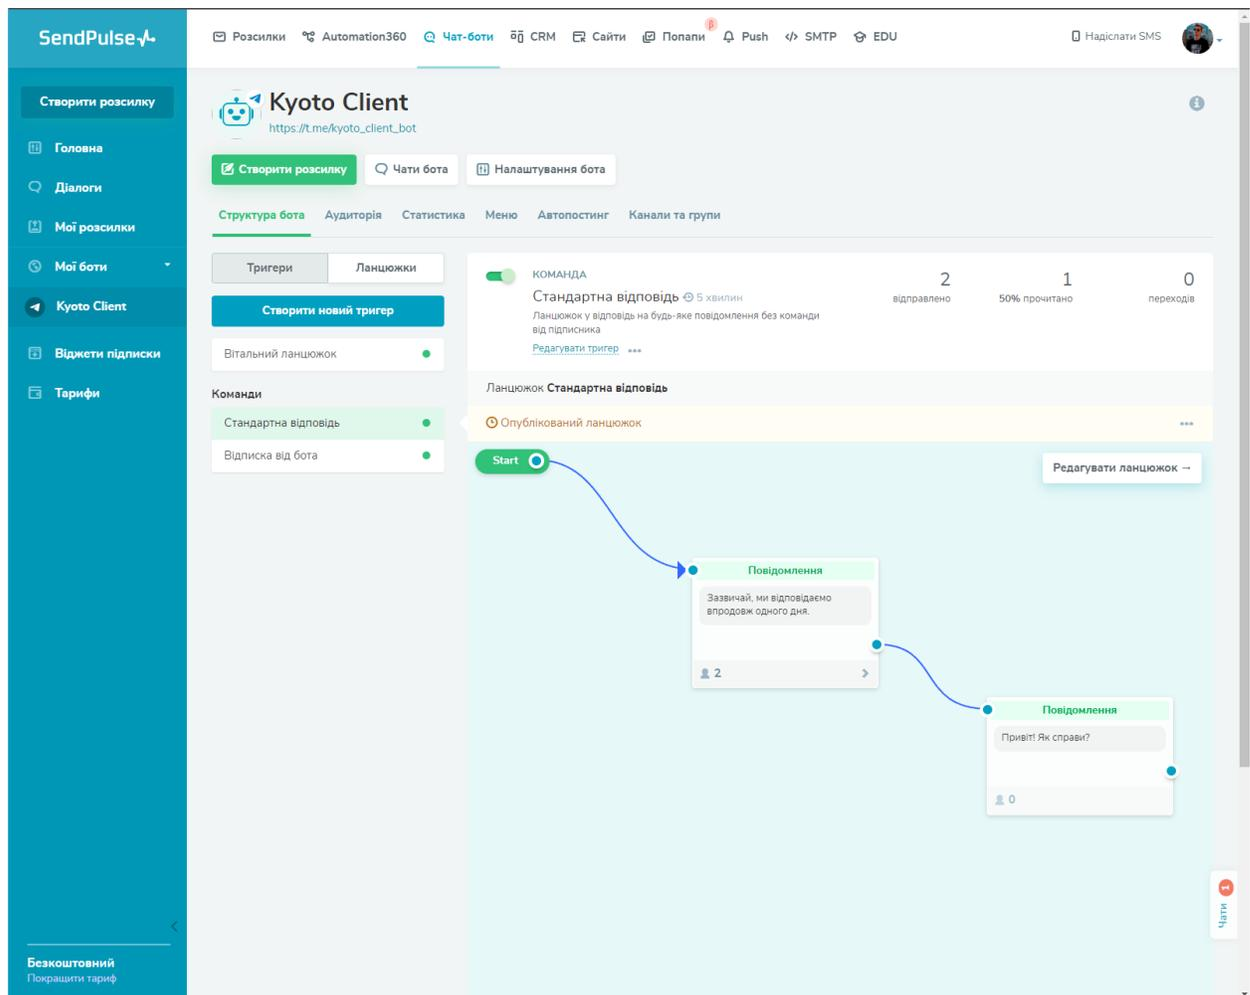 SendPulse
Розсилки
Automation360
Чат-боти
CRM
Сайти
Попапи
β
Push
SMTP
EDU
Надіслати SMS
Створити розсилку
Головна
Діалоги
Мої розсилки
Мої боти
Kyoto Client
Віджети підписки
Тарифи
Безкоштовний
Покращити тариф
Kyoto Client
https://t.me/kyoto_client_bot
Створити розсилку
Чати бота
Налаштування бота
Структура бота
Аудиторія
Статистика
Меню
Автопостинг
Канали та групи
Тригери
Ланцюжки
Створити новий тригер
Вітальний ланцюжок
Команди
Стандартна відповідь
Відписка від бота
КОМАНДА
Стандартна відповідь 5 хвилин
Ланцюжок у відповідь на будь-яке повідомлення без команди
від підписника
Редагувати тригер
2
відправлено
1
50% прочитано
0
переходів
Ланцюжок Стандартна відповідь
Опублікований ланцюжок
Start
Редагувати ланцюжок →
Повідомлення
Зазвичай, ми відповідаємо
впродовж одного дня.
2
Повідомлення
Привіт! Як справи?
0
Чати 1